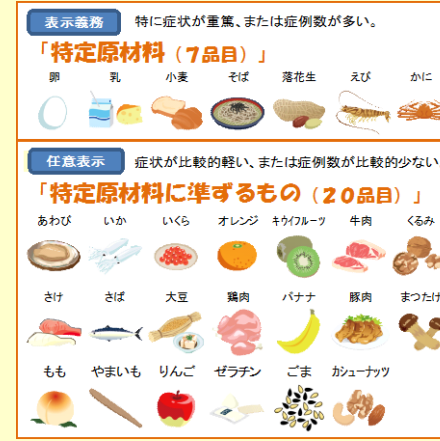 表示義務 特に症状が重篤、または症例数が多い。
「特定原材料（7品目）」
卵 乳 小麦 そば 落花生 えび かに
任意表示 症状が比較的軽い、または症例数が比較的少ない
「特定原材料に準ずるもの（20品目）」
あわび いか いくら オレンジ キウイフルーツ 牛肉 くるみ
さけ さば 大豆 鶏肉 バナナ 豚肉 まつたけ
もも やまいも りんご ゼラチン ごま カシューナッツ